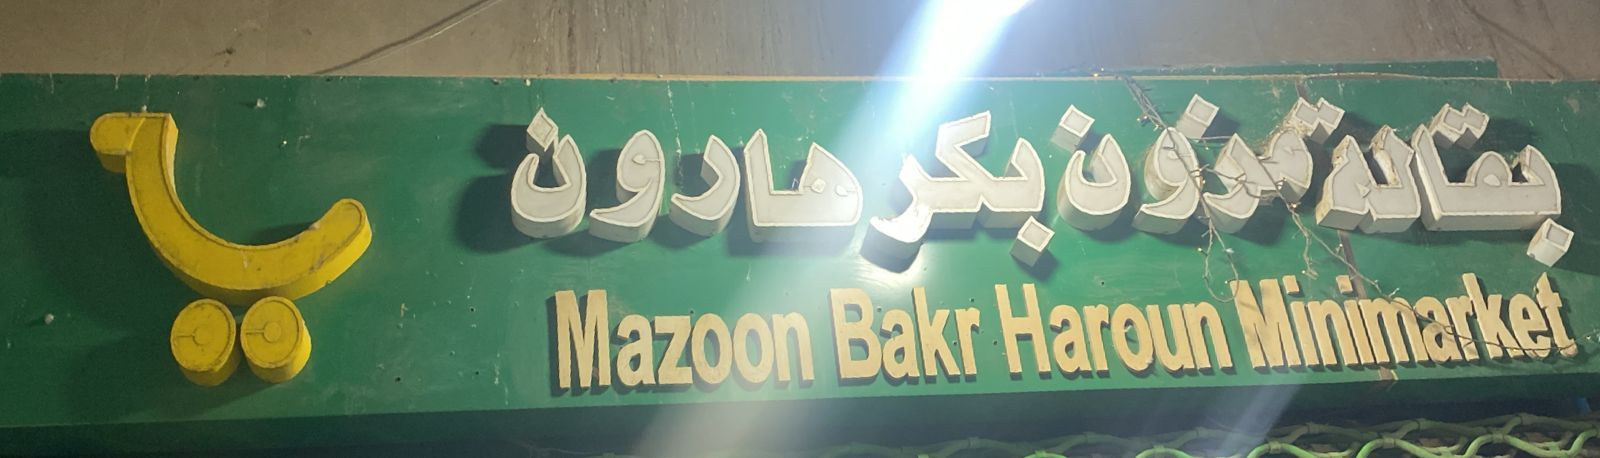 بقالة مزون بكر هارون
Mazoon Bakr Haroun Minimarket